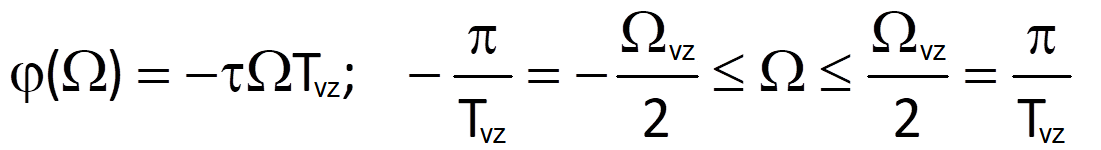 φ(Ω) = −τΩT_vz; −π/T_vz = −Ω_vz/2 ≤ Ω ≤ Ω_vz/2 = π/T_vz